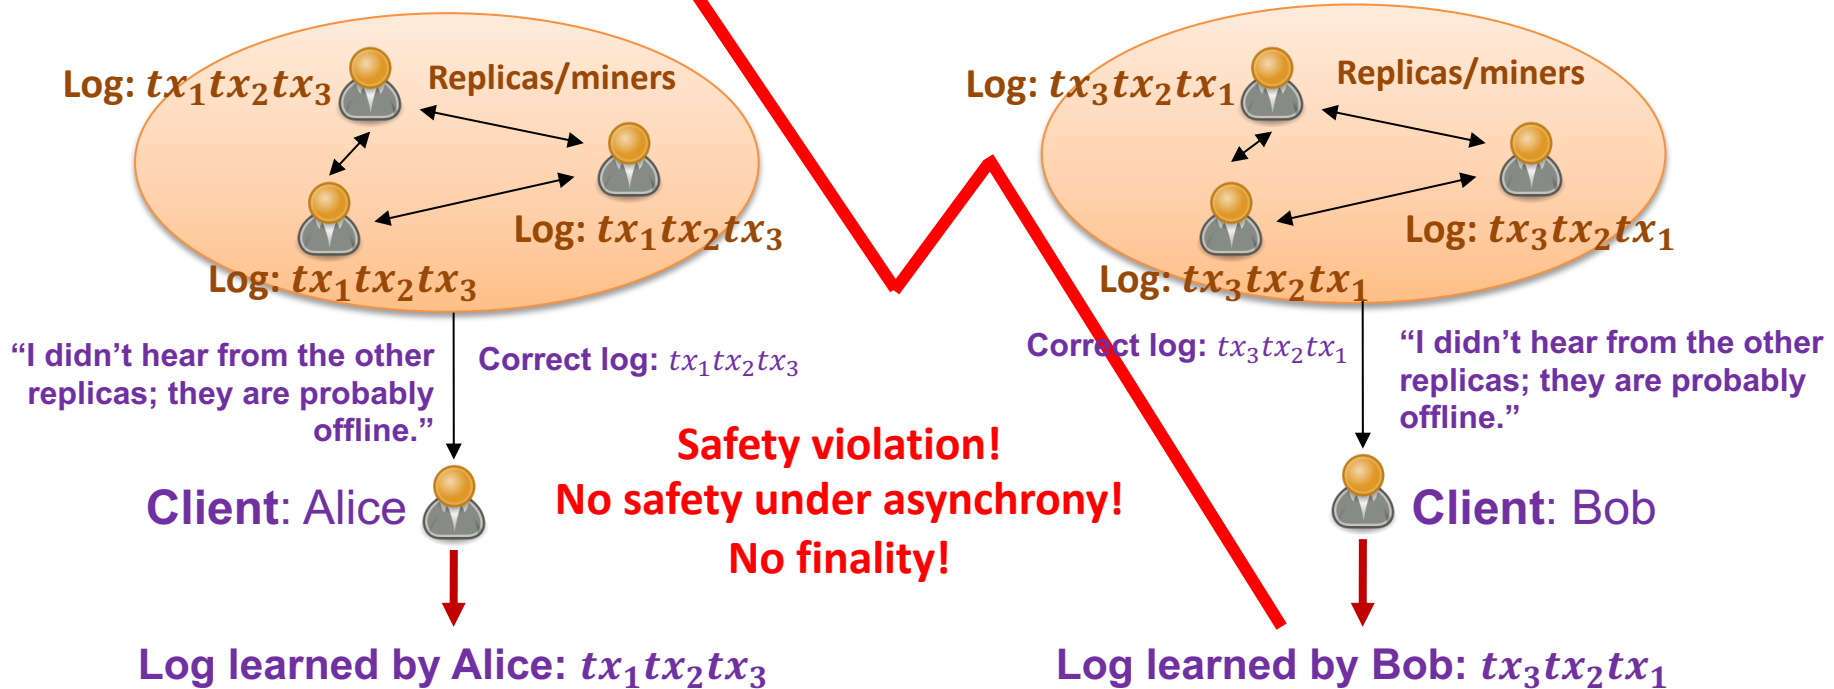 Log: tx₁tx₂tx₃
Replicas/miners
Log: tx₁tx₂tx₃
Log: tx₁tx₂tx₃
“I didn’t hear from the other
replicas; they are probably
offline.”
Correct log: tx₁tx₂tx₃
Client: Alice
Log learned by Alice: tx₁tx₂tx₃
Safety violation!
No safety under asynchrony!
No finality!
Log: tx₃tx₂tx₁
Replicas/miners
Log: tx₃tx₂tx₁
Log: tx₃tx₂tx₁
Correct log: tx₃tx₂tx₁
“I didn’t hear from the other
replicas; they are probably
offline.”
Client: Bob
Log learned by Bob: tx₃tx₂tx₁